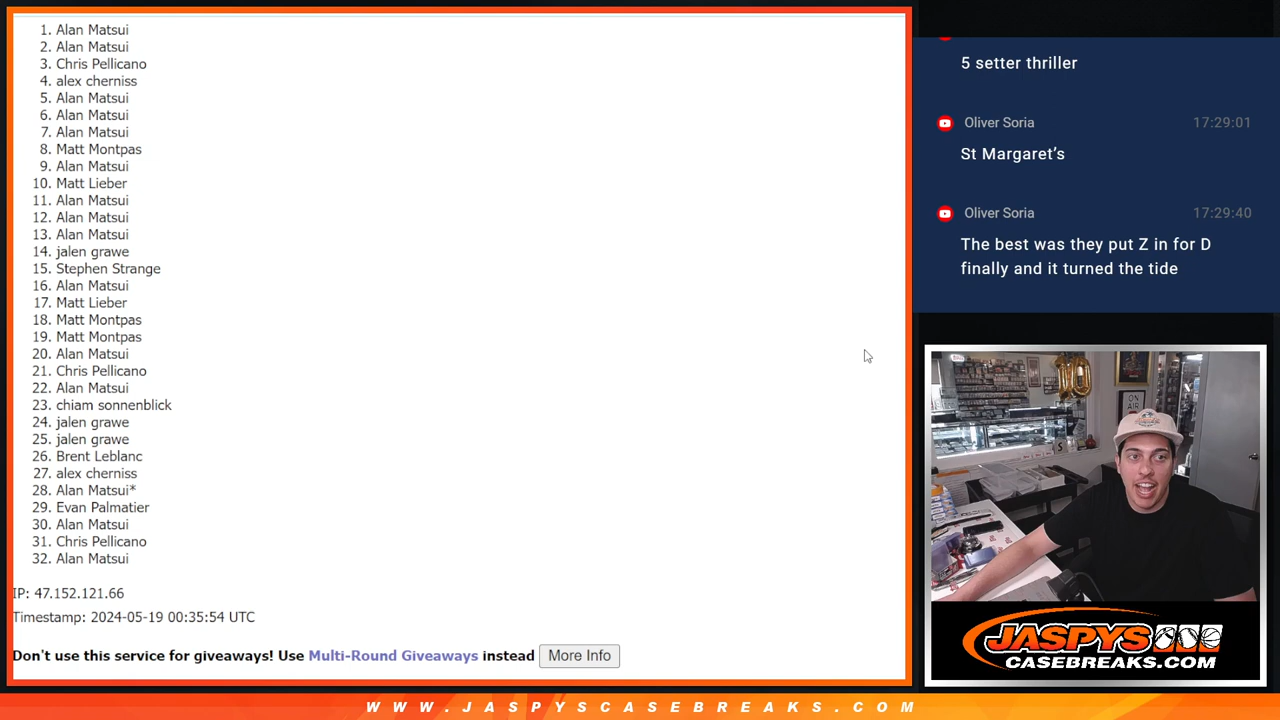 1. Alan Matsui
2. Alan Matsui
3. Chris Pellicano
4. alex cherniss
5. Alan Matsui
6. Alan Matsui
7. Alan Matsui
8. Matt Montpas
9. Alan Matsui
10. Matt Lieber
11. Alan Matsui
12. Alan Matsui
13. Alan Matsui
14. jalen grawe
15. Stephen Strange
16. Alan Matsui
17. Matt Lieber
18. Matt Montpas
19. Matt Montpas
20. Alan Matsui
21. Chris Pellicano
22. Alan Matsui
23. chiam sonnenblick
24. jalen grawe
25. jalen grawe
26. Brent Leblanc
27. alex cherniss
28. Alan Matsui*
29. Evan Palmatier
30. Alan Matsui
31. Chris Pellicano
32. Alan Matsui
IP: 47.152.121.66
Timestamp: 2024-05-19 00:35:54 UTC
Don't use this service for giveaways! Use Multi-Round Giveaways instead More Info
5 setter thriller
Oliver Soria 17:29:01
St Margaret's
Oliver Soria 17:29:40
The best was they put Z in for D
finally and it turned the tide
10
ON
AIR
JASPYS
CASEBREAKS.COM
WWW.JASPYSCASEBREAKS.COM